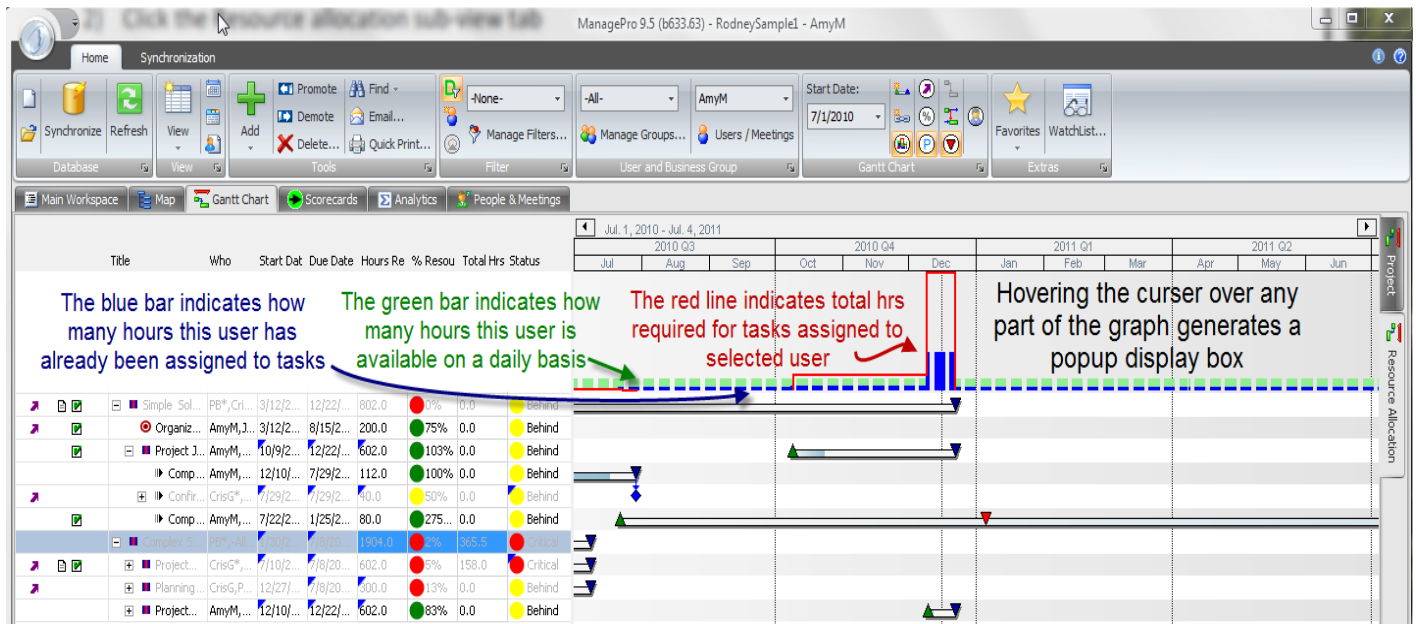 2) Click the Resource allocation sub-view tab
ManagePro 9.5 (b633.63) - RodneySample1 - AmyM
Home Synchronization
Promote Find -None- -All- AmyM Start Date:
Demote Email... 7/1/2010
Synchronize Refresh View Add Manage Filters... Manage Groups... Users / Meetings Favorites WatchList...
Delete... Quick Print...
Database View Tools Filter User and Business Group Gantt Chart Extras
Main Workspace Map Gantt Chart Scorecards Analytics People & Meetings
Jul. 1, 2010 - Jul. 4, 2011
2010 Q3 2010 Q4 2011 Q1 2011 Q2
Title Who Start Dat Due Date Hours Re % Resou Total Hrs Status Jul Aug Sep Oct Nov Dec Jan Feb Mar Apr May Jun
Project
Resource Allocation
The blue bar indicates how
many hours this user has
already been assigned to tasks
The green bar indicates how
many hours this user is
available on a daily basis
The red line indicates total hrs
required for tasks assigned to
selected user
Hovering the curser over any
part of the graph generates a
popup display box
Simple Sol... PB*,Cri... 3/12/2... 12/22/... 802.0 0% 0.0 Behind
Organiz... AmyM,J... 3/12/2... 8/15/2... 200.0 75% 0.0 Behind
Project J... AmyM,... 10/9/2... 12/22/... 602.0 103% 0.0 Behind
Comp... AmyM,... 12/10/... 7/29/2... 112.0 100% 0.0 Behind
Confir... CrisG*,... 7/29/2... 7/29/2... 40.0 50% 0.0 Behind
Comp... AmyM,... 7/22/2... 1/25/2... 80.0 275... 0.0 Behind
Complex S... PB*,-All... 1904.0 2% 365.5 Critical
Project... CrisG*,... 7/10/2... 7/8/20... 602.0 5% 158.0 Critical
Planning... CrisG,P... 12/27/... 7/8/20... 300.0 13% 0.0 Behind
Project... AmyM,... 12/10/... 12/22/... 602.0 83% 0.0 Behind